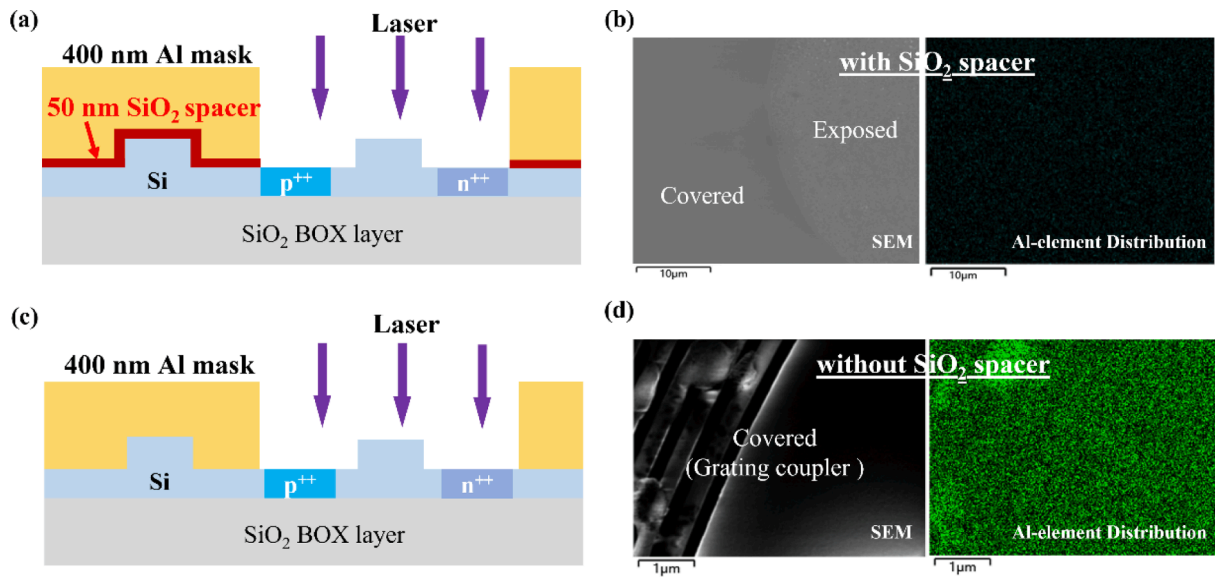 (a)
Laser
400 nm Al mask
50 nm SiO₂ spacer
Si
p⁺⁺
n⁺⁺
SiO₂ BOX layer
(b)
with SiO₂ spacer
Exposed
Covered
SEM
Al-element Distribution
10μm
10μm
(c)
Laser
400 nm Al mask
Si
p⁺⁺
n⁺⁺
SiO₂ BOX layer
(d)
without SiO₂ spacer
Covered
(Grating coupler )
SEM
Al-element Distribution
1μm
1μm